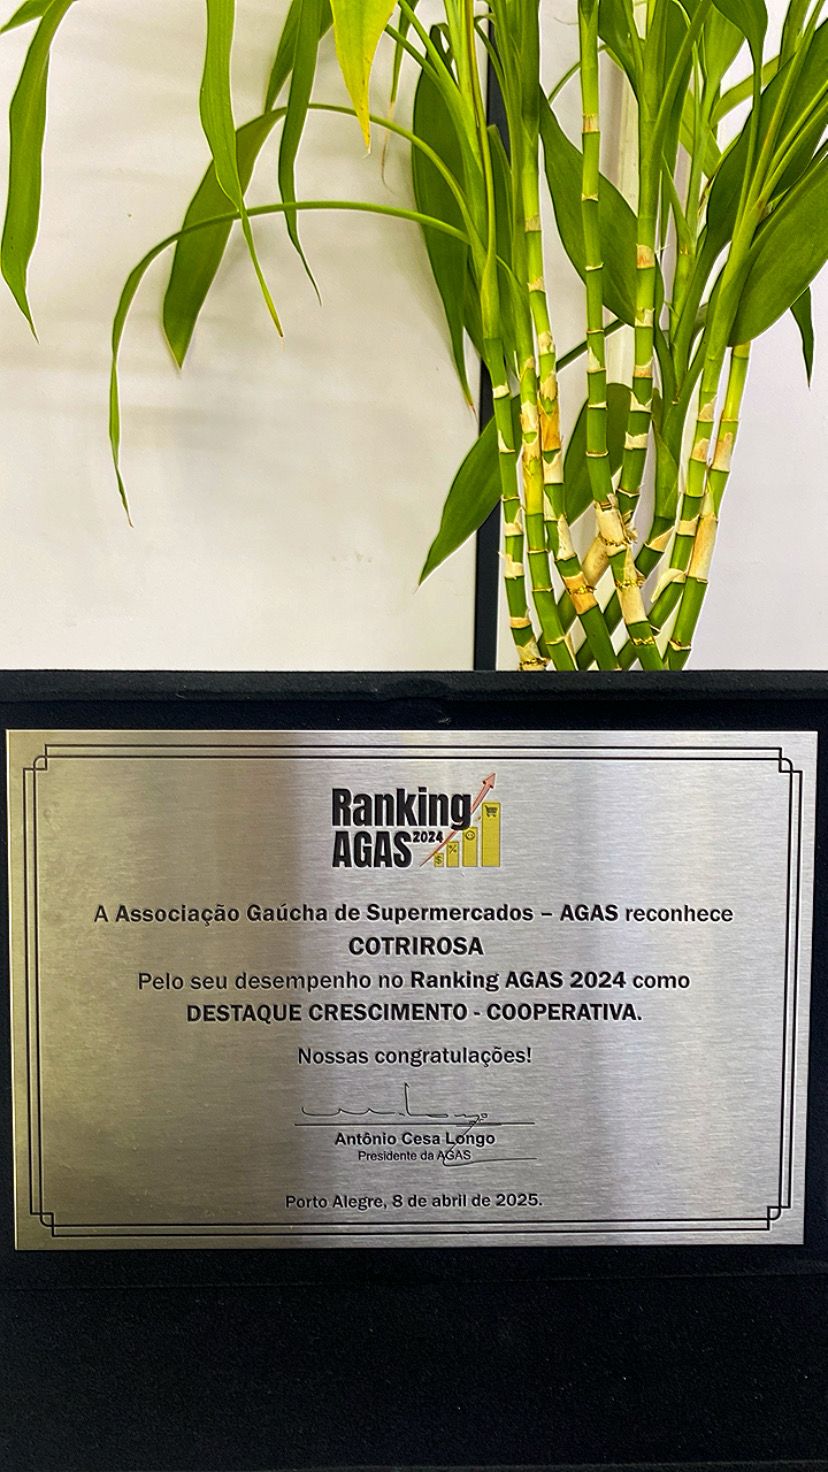 Ranking
AGAS 2024
A Associação Gaúcha de Supermercados – AGAS reconhece
COTRIROSA
Pelo seu desempenho no Ranking AGAS 2024 como
DESTAQUE CRESCIMENTO - COOPERATIVA.
Nossas congratulações!
Antônio Cesa Longo
Presidente da AGAS
Porto Alegre, 8 de abril de 2025.